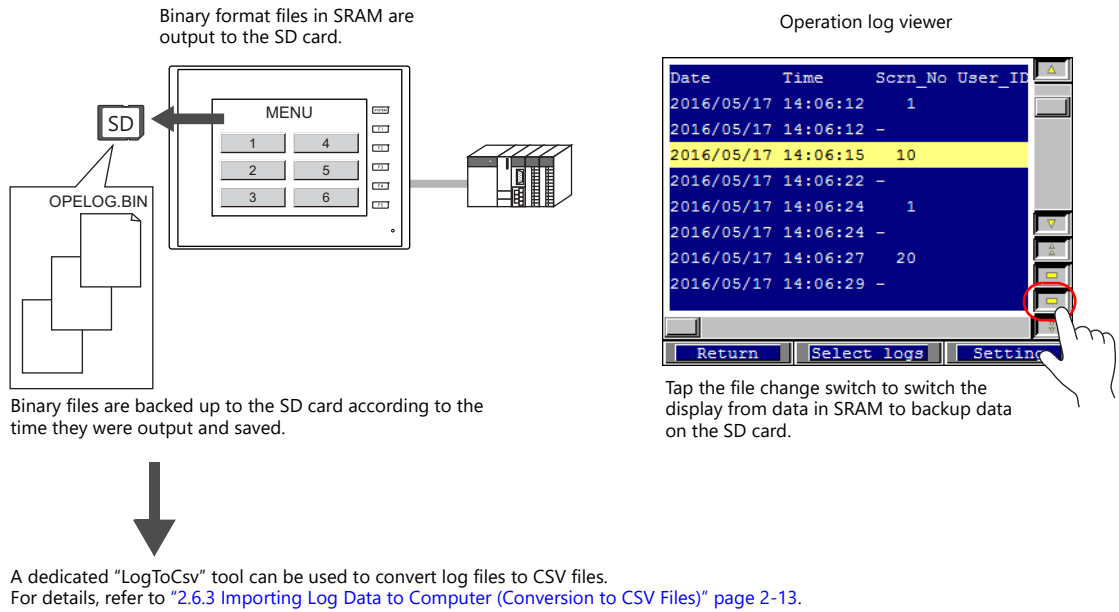 Binary format files in SRAM are
output to the SD card.
SD
MENU
1 4
2 5
3 6
SYSTEM
F1
F2
F3
F4
F5
OPELOG.BIN
Binary files are backed up to the SD card according to the
time they were output and saved.
Operation log viewer
Date Time Scrn_No User_ID
2016/05/17 14:06:12 1
2016/05/17 14:06:12 –
2016/05/17 14:06:15 10
2016/05/17 14:06:22 –
2016/05/17 14:06:24 1
2016/05/17 14:06:24 –
2016/05/17 14:06:27 20
2016/05/17 14:06:29 –
Return Select logs Setting
Tap the file change switch to switch the
display from data in SRAM to backup data
on the SD card.
A dedicated “LogToCsv” tool can be used to convert log files to CSV files.
For details, refer to “2.6.3 Importing Log Data to Computer (Conversion to CSV Files)” page 2-13.